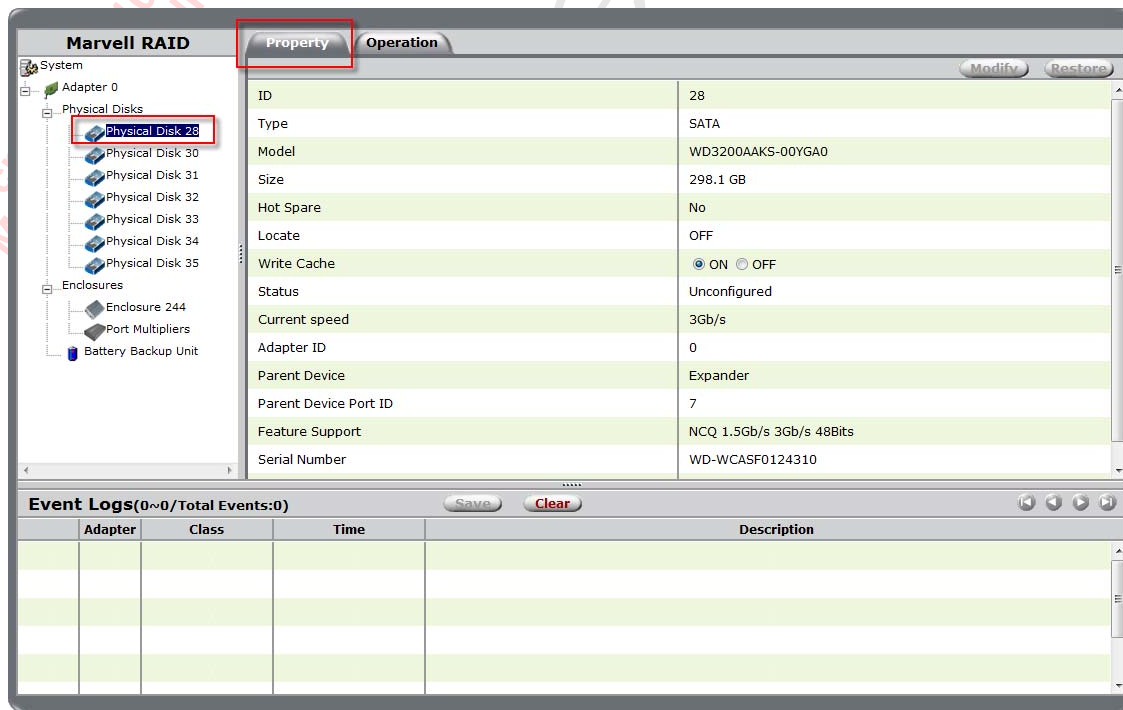 Marvell RAID
Property
Operation
System
Modify
Restore
Adapter 0
Physical Disks
Physical Disk 28
Physical Disk 30
Physical Disk 31
Physical Disk 32
Physical Disk 33
Physical Disk 34
Physical Disk 35
Enclosures
Enclosure 244
Port Multipliers
Battery Backup Unit
ID 28
Type SATA
Model WD3200AAKS-00YGA0
Size 298.1 GB
Hot Spare No
Locate OFF
Write Cache ON OFF
Status Unconfigured
Current speed 3Gb/s
Adapter ID 0
Parent Device Expander
Parent Device Port ID 7
Feature Support NCQ 1.5Gb/s 3Gb/s 48Bits
Serial Number WD-WCASF0124310
Event Logs(0~0/Total Events:0)
Save
Clear
Adapter Class Time Description